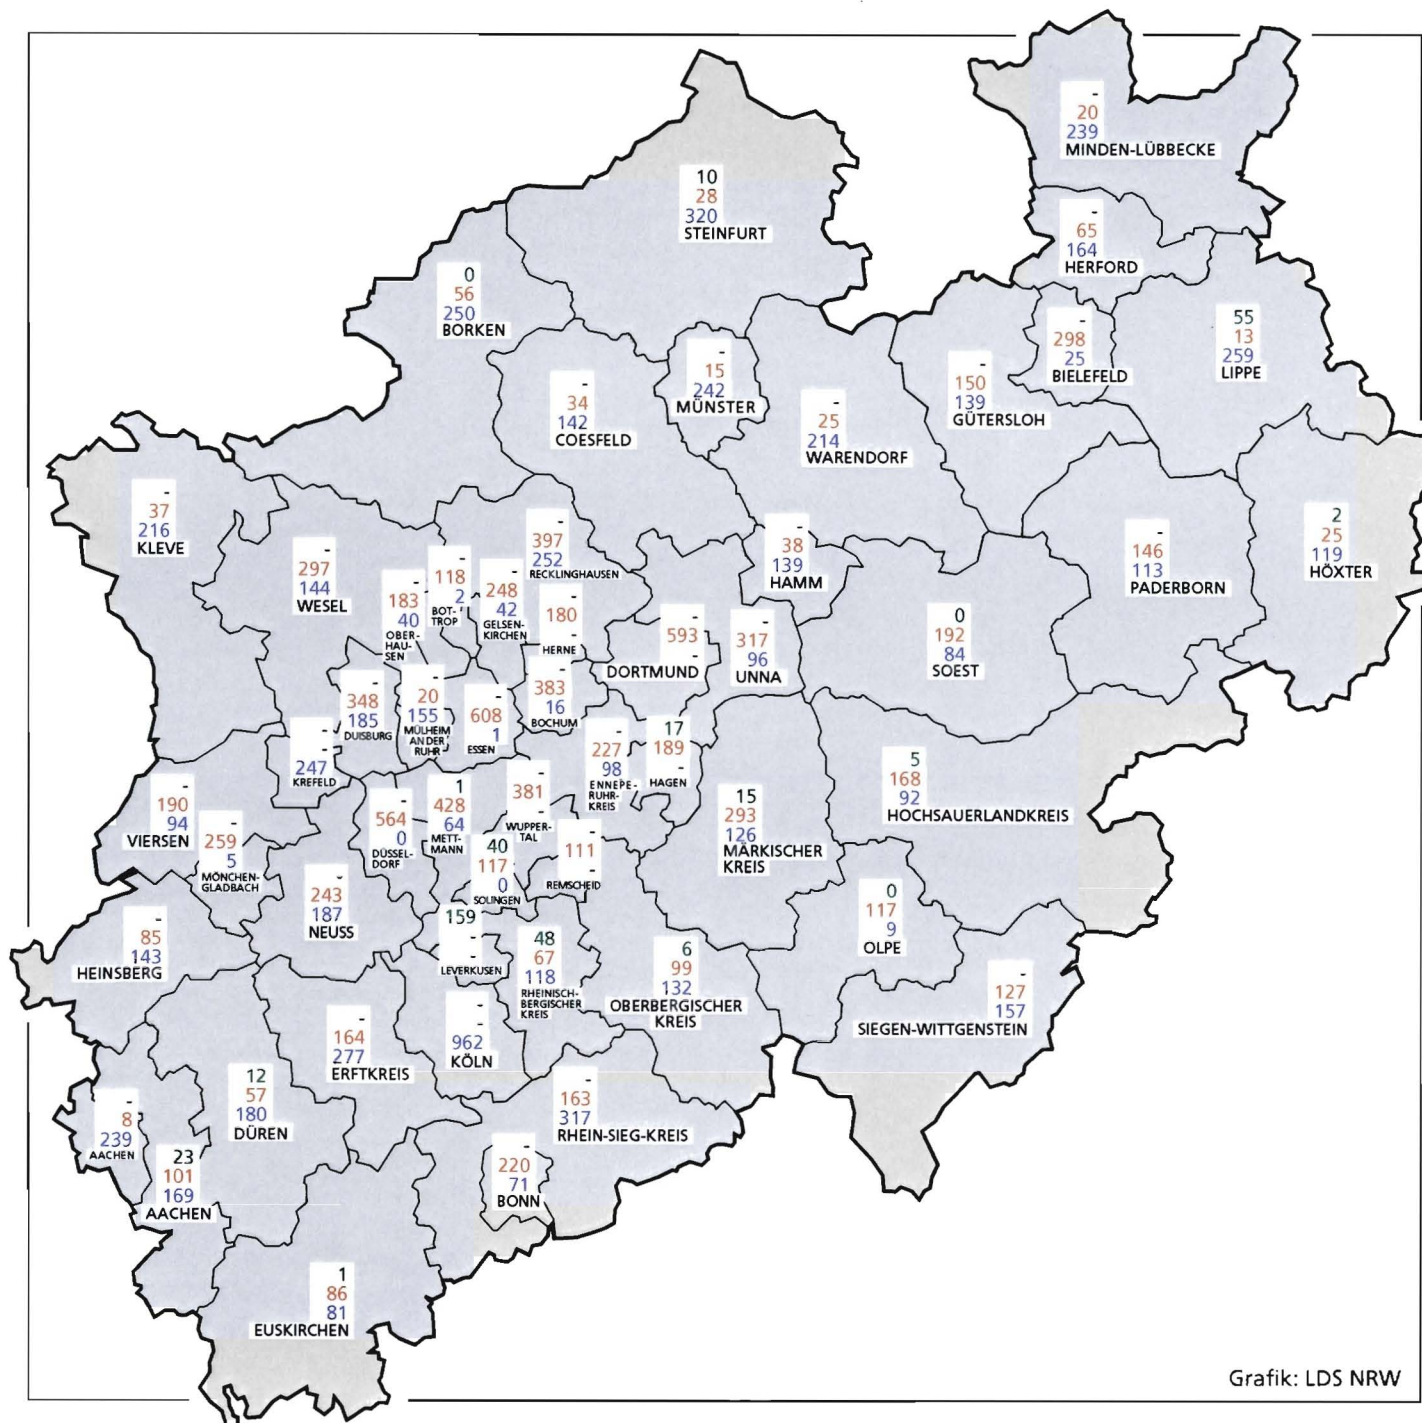 -
20
239
MINDEN-LÜBBECKE
10
28
320
STEINFURT
-
65
164
HERFORD
0
56
250
BORKEN
-
298
25
BIELEFELD
55
13
259
LIPPE
-
15
242
MÜNSTER
-
150
139
GÜTERSLOH
-
34
142
COESFELD
-
25
214
WARENDORF
-
37
216
KLEVE
-
297
144
WESEL
-
183
40
OBER-
HAU-
SEN
-
118
2
BOT-
TROP
-
248
42
GELSEN-
KIRCHEN
-
397
252
RECKLINGHAUSEN
-
180
-
HERNE
-
38
139
HAMM
-
146
113
PADERBORN
2
25
119
HÖXTER
-
593
-
DORTMUND
-
317
96
UNNA
0
192
84
SOEST
-
348
185
DUISBURG
-
20
155
MÜLHEIM
AN DER
RUHR
-
608
1
ESSEN
-
383
16
BOCHUM
-
227
98
ENNEPE-
RUHR-
KREIS
17
189
-
HAGEN
-
-
247
KREFELD
5
168
92
HOCHSAUERLANDKREIS
-
190
94
VIERSEN
-
259
5
MÖNCHEN-
GLADBACH
-
564
0
DÜSSEL-
DORF
1
428
64
METT-
MANN
-
381
-
WUPPER-
TAL
15
293
126
MÄRKISCHER
KREIS
40
117
0
SOLINGEN
-
111
-
REMSCHEID
-
243
187
NEUSS
0
117
9
OLPE
-
85
143
HEINSBERG
159
-
-
LEVERKUSEN
48
67
118
RHEINISCH-
BERGISCHER
KREIS
6
99
132
OBERBERGISCHER
KREIS
-
127
157
SIEGEN-WITTGENSTEIN
-
164
277
ERFTKREIS
-
-
962
KÖLN
12
57
180
DÜREN
-
163
317
RHEIN-SIEG-KREIS
-
8
239
AACHEN
23
101
169
AACHEN
-
220
71
BONN
1
86
81
EUSKIRCHEN
Grafik: LDS NRW